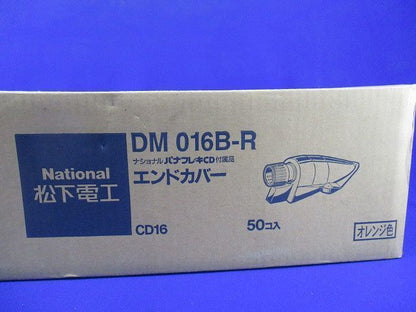 DM 016B-R
ナショナル パナフレキCD付属品
エンドカバー
National
松下電工
CD16
50コ入
オレンジ色